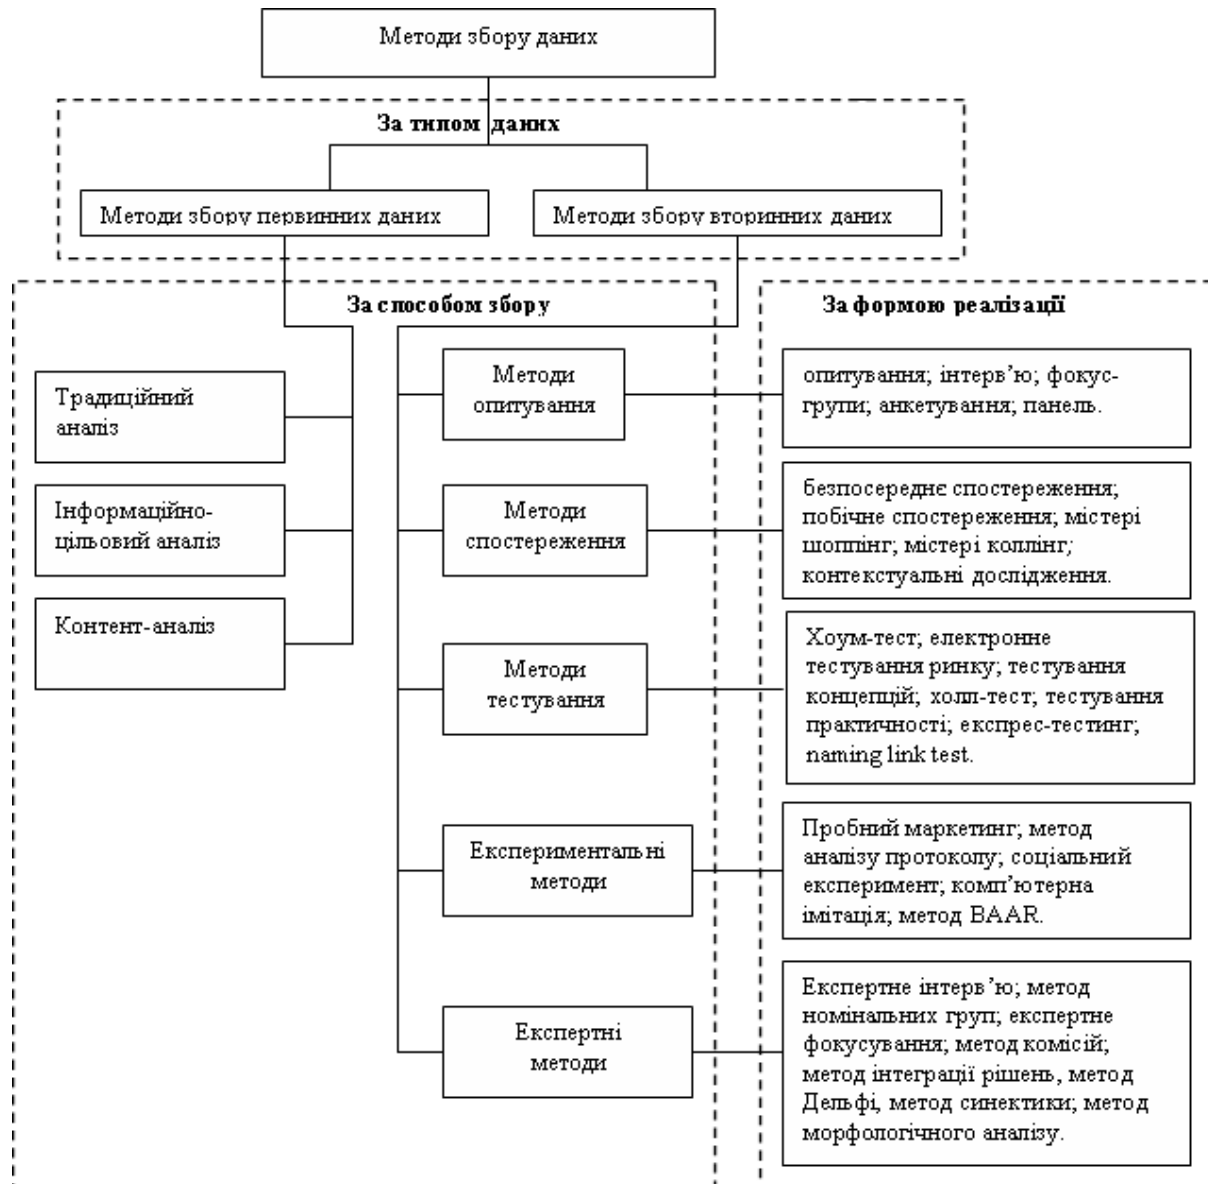 Методи збору даних
За типом даних
Методи збору первинних даних
Методи збору вторинних даних
За способом збору
Традиційний
аналіз
Інформаційно-
цільовий аналіз
Контент-аналіз
Методи
опитування
Методи
спостереження
Методи
тестування
Експериментальні
методи
Експертні
методи
За формою реалізації
опитування; інтерв’ю; фокус-
групи; анкетування; панель.
безпосереднє спостереження;
побічне спостереження; містері
шоппінг; містері коллінг;
контекстуальні дослідження.
Хоум-тест; електронне
тестування ринку; тестування
концепцій; холл-тест; тестування
практичності; експрес-тестинг;
naming link test.
Пробний маркетинг; метод
аналізу протоколу; соціальний
експеримент; комп’ютерна
імітація; метод BAAR.
Експертне інтерв’ю; метод
номінальних груп; експертне
фокусування; метод комісій;
метод інтеграції рішень, метод
Дельфі, метод синектики; метод
морфологічного аналізу.